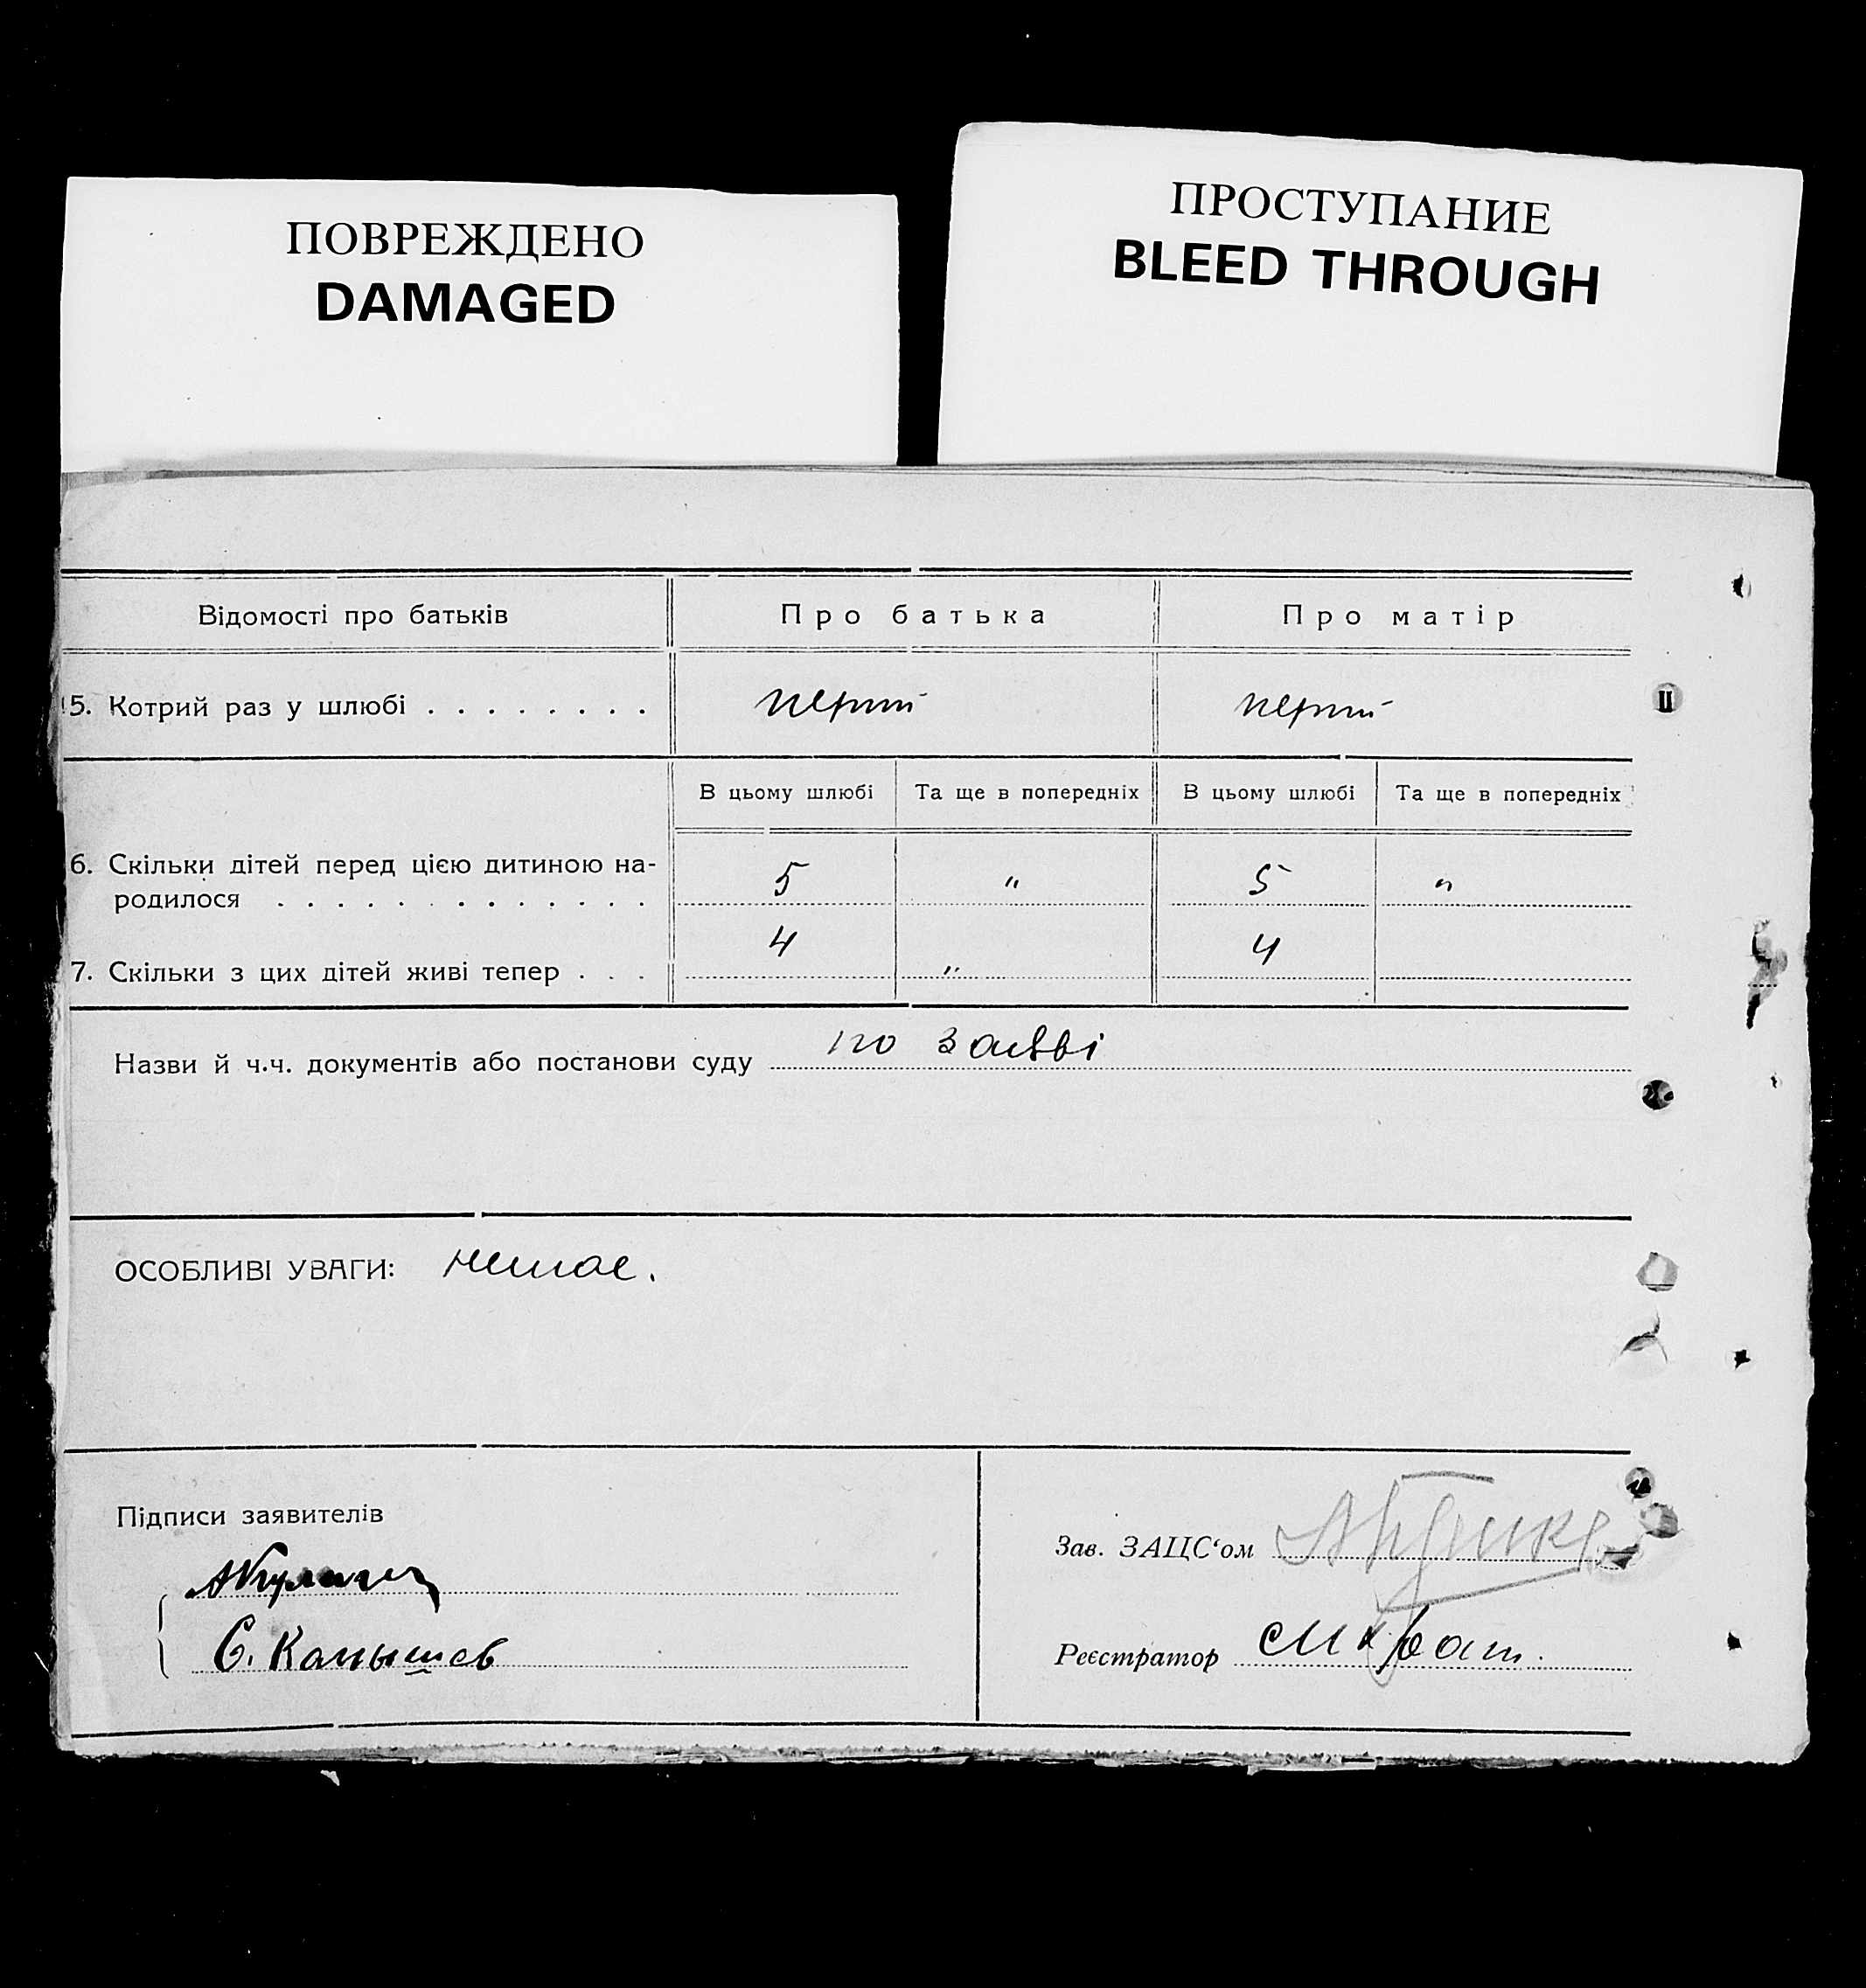 ПОВРЕЖДЕНО
DAMAGED
ПРОСТУПАНИЕ
BLEED THROUGH
Відомості про батьків Про батька Про матір
5. Котрий раз у шлюбі . . . . . . . . перший перший
В цьому шлюбі Та ще в попередніх В цьому шлюбі Та ще в попередніх
6. Скільки дітей перед цією дитиною на-
родилося . . . . . . . . . . . . . 5 " 5 "
7. Скільки з цих дітей живі тепер . . . 4 " 4
Назви й ч.ч. документів або постанови суду по заяві
ОСОБЛИВІ УВАГИ: немає.
Підписи заявителів
Зав. ЗАЦС‘ом
Реєстратор